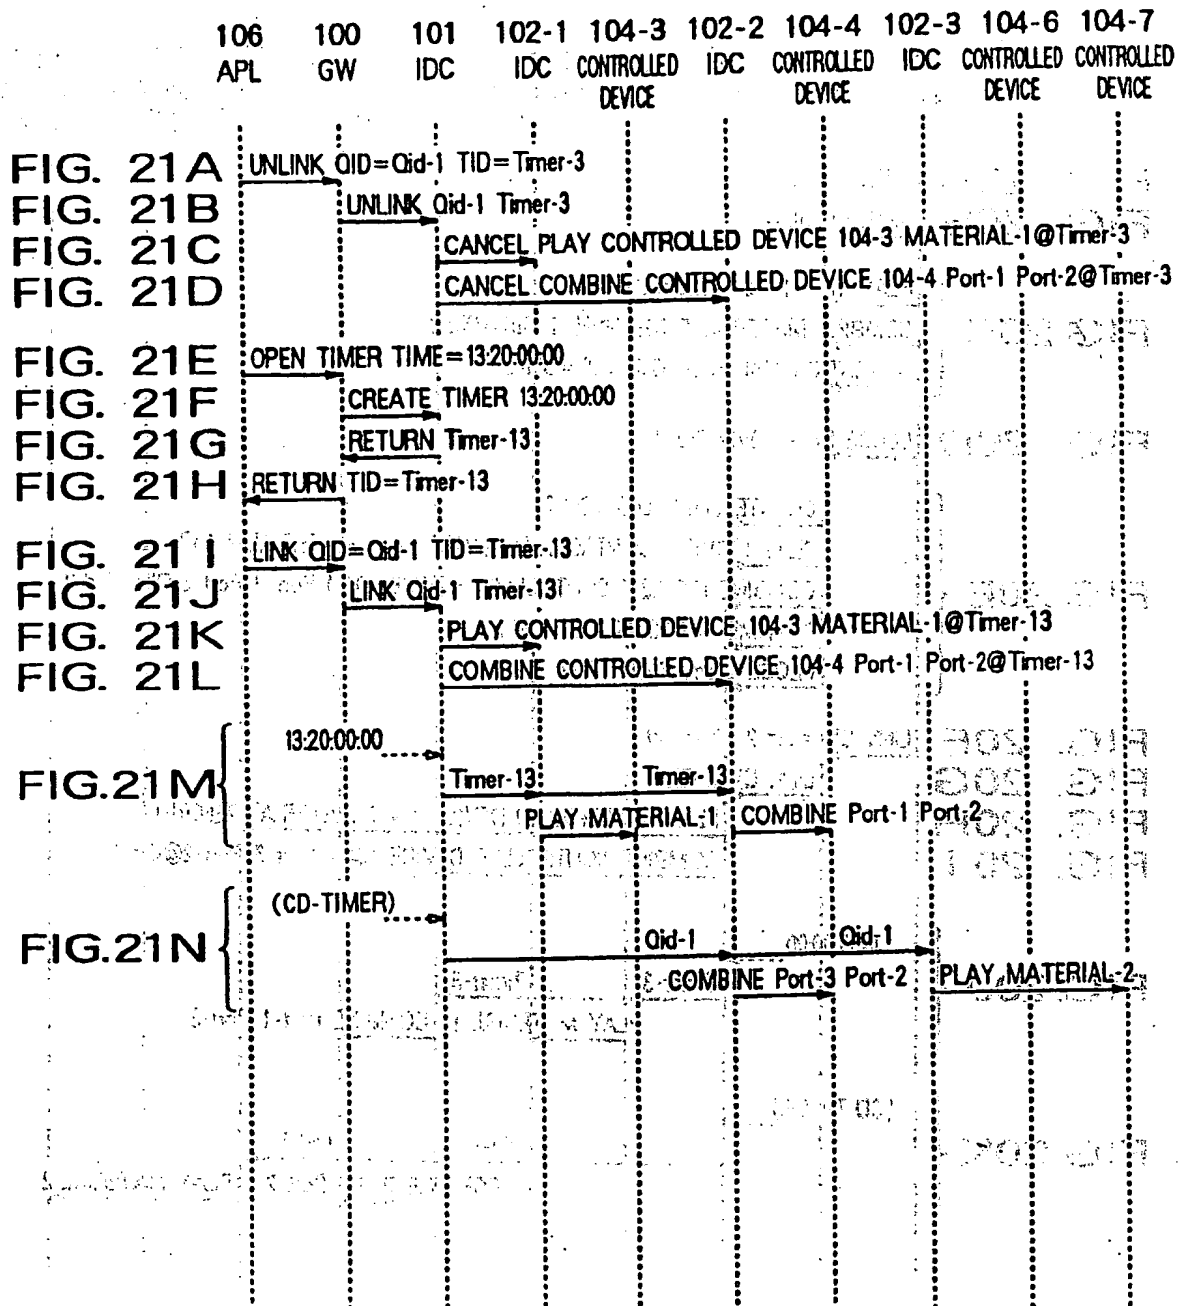 106 100 101 102-1 104-3 102-2 104-4 102-3 104-6 104-7
APL GW IDC IDC CONTROLLED DEVICE IDC CONTROLLED DEVICE IDC CONTROLLED DEVICE CONTROLLED DEVICE
FIG. 21A UNLINK QID=Qid-1 TID=Timer-3
FIG. 21B UNLINK Qid-1 Timer-3
FIG. 21C CANCEL PLAY CONTROLLED DEVICE 104-3 MATERIAL-1@Timer-3
FIG. 21D CANCEL COMBINE CONTROLLED DEVICE 104-4 Port-1 Port-2@Timer-3
FIG. 21E OPEN TIMER TIME=13:20:00:00
FIG. 21F CREATE TIMER 13:20:00:00
FIG. 21G RETURN Timer-13
FIG. 21H RETURN TID=Timer-13
FIG. 21I LINK QID=Qid-1 TID=Timer-13
FIG. 21J LINK Qid-1 Timer-13
FIG. 21K PLAY CONTROLLED DEVICE 104-3 MATERIAL-1@Timer-13
FIG. 21L COMBINE CONTROLLED DEVICE 104-4 Port-1 Port-2@Timer-13
13:20:00:00
FIG.21M Timer-13 Timer-13
PLAY MATERIAL-1 COMBINE Port-1 Port-2
(CD-TIMER)
FIG.21N Qid-1 Qid-1
COMBINE Port-3 Port-2 PLAY MATERIAL-2